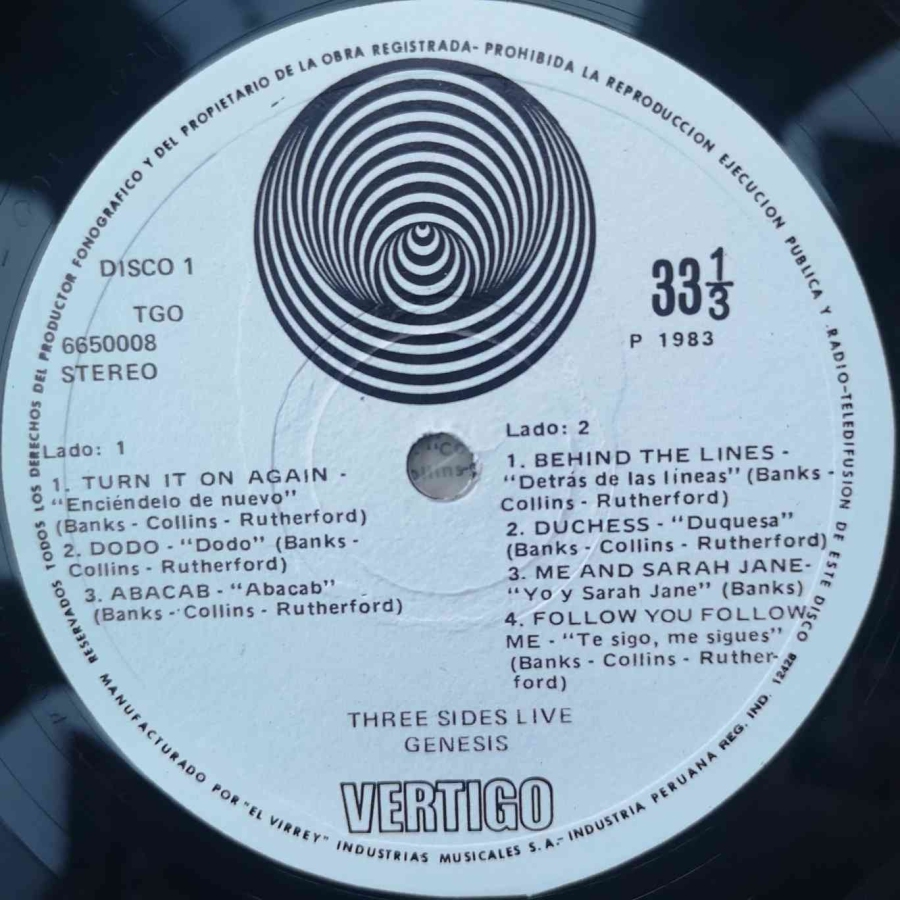 RESERVADOS TODOS LOS DERECHOS DEL PRODUCTOR FONOGRAFICO Y DEL PROPIETARIO DE LA OBRA REGISTRADA- PROHIBIDA LA REPRODUCCION EJECUCION PUBLICA Y RADIO-TELEDIFUSION DE ESTE DISCO
DISCO 1
TGO
6650008
STEREO
33 1/3
P 1983
Lado: 1
1. TURN IT ON AGAIN -
"Enciéndelo de nuevo"
(Banks - Collins - Rutherford)
2. DODO - "Dodo" (Banks -
Collins - Rutherford)
3. ABACAB - "Abacab"
(Banks - Collins - Rutherford)
Lado: 2
1. BEHIND THE LINES -
"Detrás de las líneas" (Banks -
Collins - Rutherford)
2. DUCHESS - "Duquesa"
(Banks - Collins - Rutherford)
3. ME AND SARAH JANE-
"Yo y Sarah Jane" (Banks)
4. FOLLOW YOU FOLLOW
ME - "Te sigo, me sigues"
(Banks - Collins - Ruther-
ford)
THREE SIDES LIVE
GENESIS
VERTIGO
MANUFACTURADO POR "EL VIRREY" INDUSTRIAS MUSICALES S.A.- INDUSTRIA PERUANA REG. IND. 12428